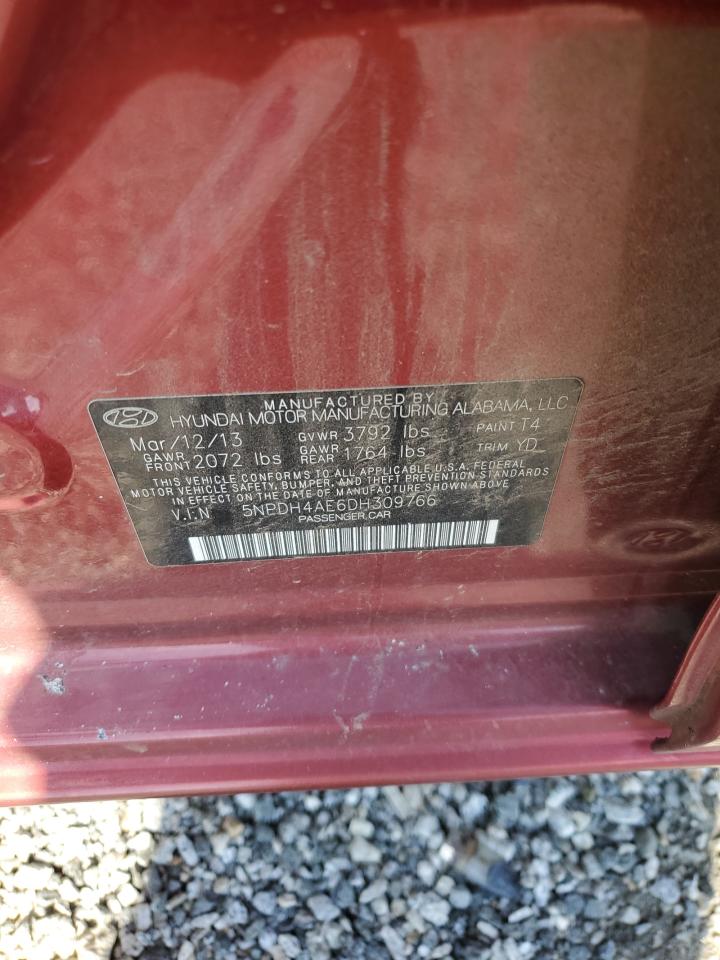 MANUFACTURED BY
HYUNDAI MOTOR MANUFACTURING ALABAMA, LLC
Mar/12/13 GVWR 3792 lbs PAINT T4
GAWR FRONT 2072 lbs GAWR REAR 1764 lbs TRIM YD
THIS VEHICLE CONFORMS TO ALL APPLICABLE U.S.A. FEDERAL
MOTOR VEHICLE SAFETY, BUMPER, AND THEFT PREVENTION STANDARDS
IN EFFECT ON THE DATE OF MANUFACTURE SHOWN ABOVE
V.I.N 5NPDH4AE6DH309766
PASSENGER CAR